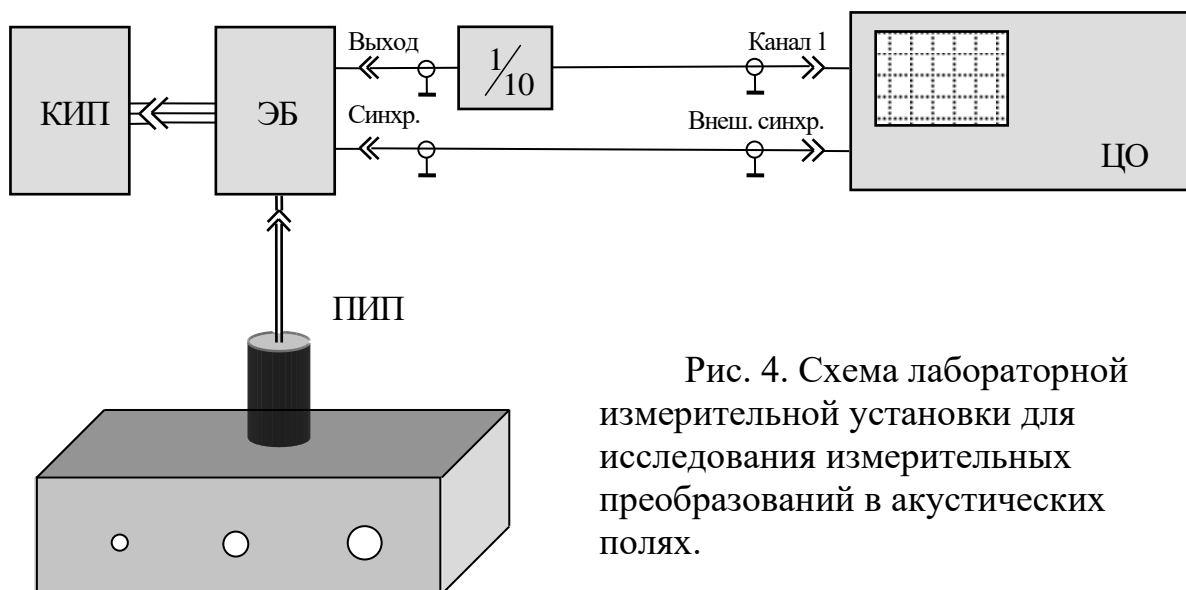 Выход
1/10
Канал 1
КИП
ЭБ
Синхр.
Внеш. синхр.
ЦО
ПИП
Рис. 4. Схема лабораторной
измерительной установки для
исследования измерительных
преобразований в акустических
полях.